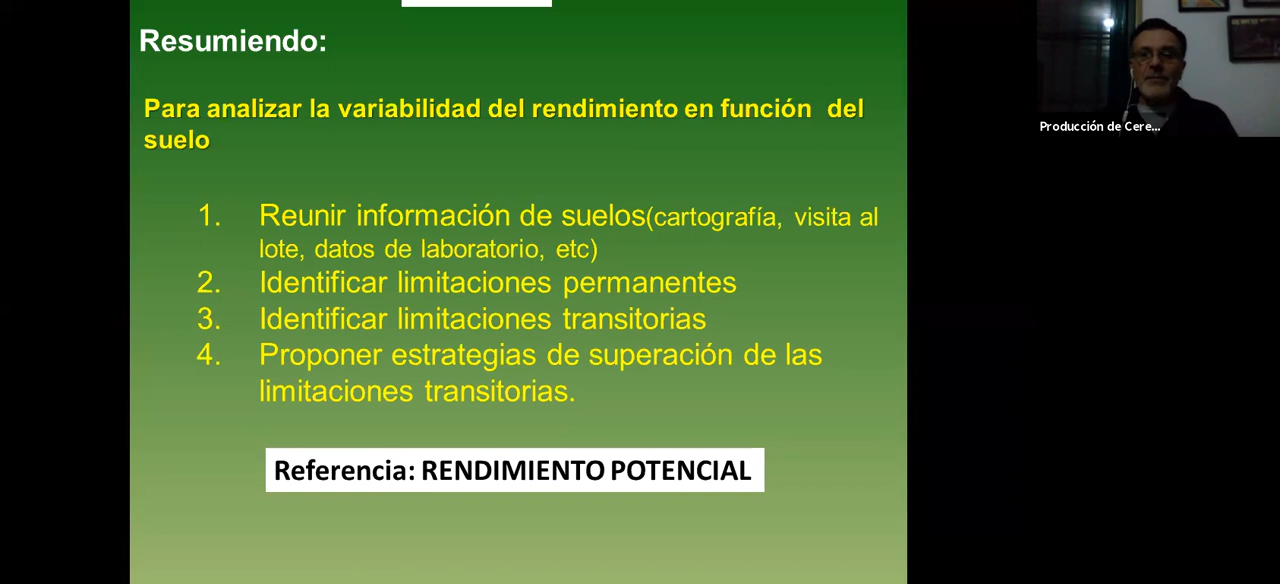 Resumiendo:
Para analizar la variabilidad del rendimiento en función del
suelo
1. Reunir información de suelos(cartografía, visita al
lote, datos de laboratorio, etc)
2. Identificar limitaciones permanentes
3. Identificar limitaciones transitorias
4. Proponer estrategias de superación de las
limitaciones transitorias.
Referencia: RENDIMIENTO POTENCIAL
Producción de Cere...